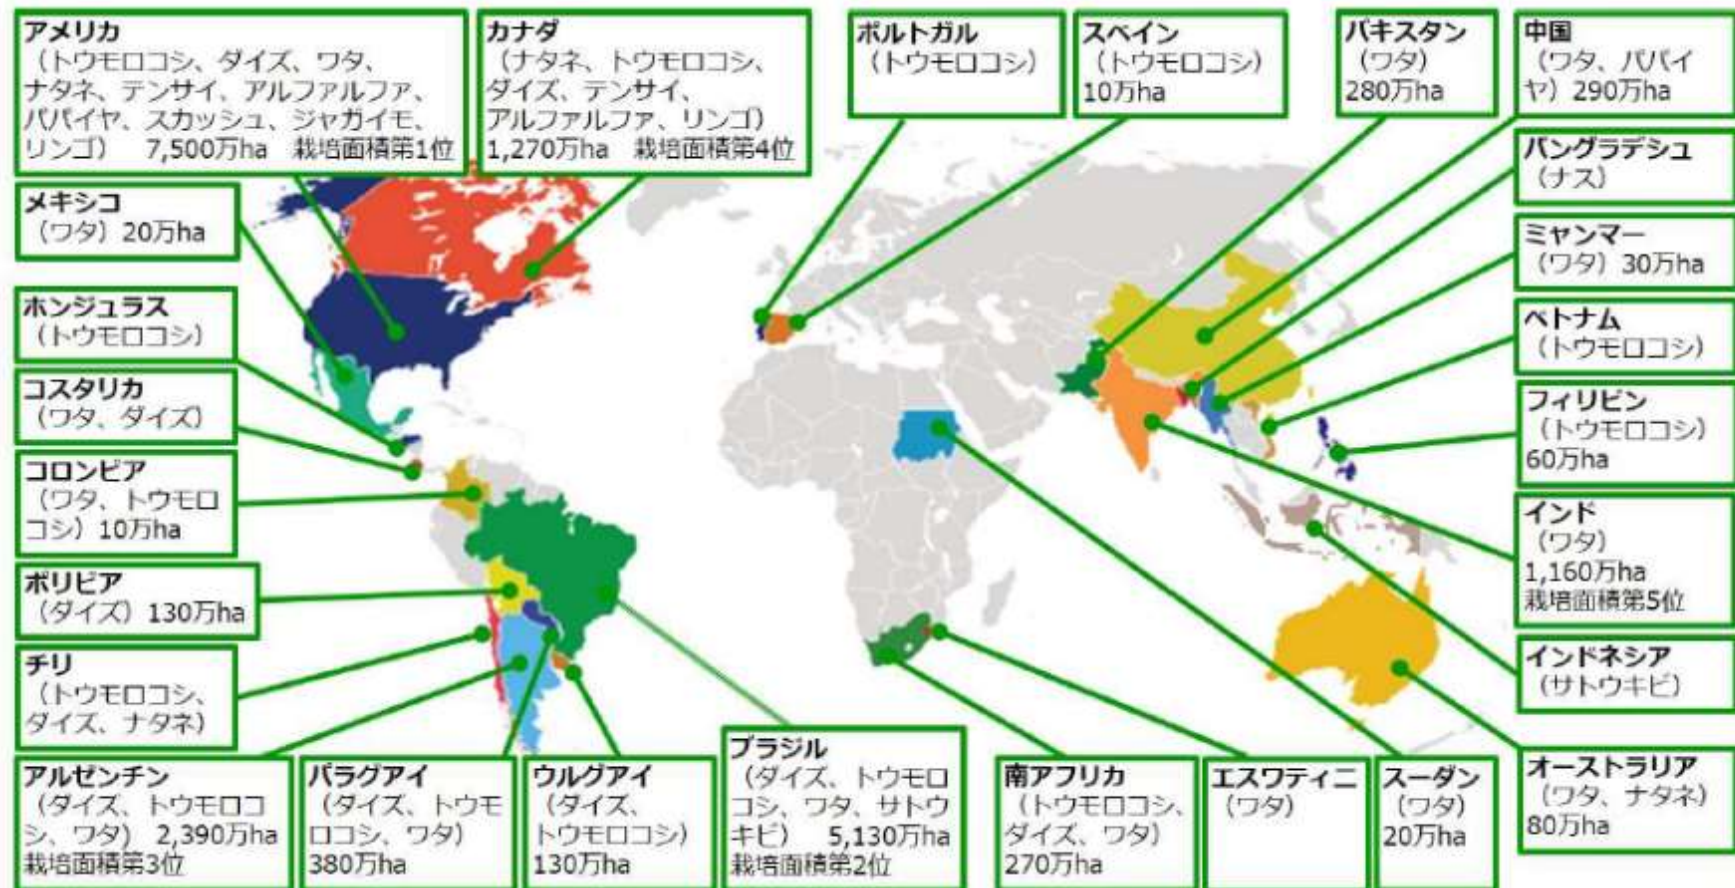 アメリカ
（トウモロコシ、ダイズ、ワタ、
ナタネ、テンサイ、アルファルファ、
パパイヤ、スカッシュ、ジャガイモ、
リンゴ） 7,500万ha 栽培面積第1位
カナダ
（ナタネ、トウモロコシ、
ダイズ、テンサイ、
アルファルファ、リンゴ）
1,270万ha 栽培面積第4位
ポルトガル
（トウモロコシ）
スペイン
（トウモロコシ）
10万ha
パキスタン
（ワタ）
280万ha
中国
（ワタ、パパイ
ヤ）290万ha
メキシコ
（ワタ）20万ha
バングラデシュ
（ナス）
ミャンマー
（ワタ）30万ha
ホンジュラス
（トウモロコシ）
ベトナム
（トウモロコシ）
コスタリカ
（ワタ、ダイズ）
フィリピン
（トウモロコシ）
60万ha
コロンビア
（ワタ、トウモロ
コシ）10万ha
インド
（ワタ）
1,160万ha
栽培面積第5位
ボリビア
（ダイズ）130万ha
チリ
（トウモロコシ、
ダイズ、ナタネ）
インドネシア
（サトウキビ）
アルゼンチン
（ダイズ、トウモロコ
シ、ワタ） 2,390万ha
栽培面積第3位
パラグアイ
（ダイズ、トウモ
ロコシ、ワタ）
380万ha
ウルグアイ
（ダイズ、
トウモロコシ）
130万ha
ブラジル
（ダイズ、トウモロ
コシ、ワタ、サトウ
キビ） 5,130万ha
栽培面積第2位
南アフリカ
（トウモロコシ、
ダイズ、ワタ）
270万ha
エスワティニ
（ワタ）
スーダン
（ワタ）
20万ha
オーストラリア
（ワタ、ナタネ）
80万ha